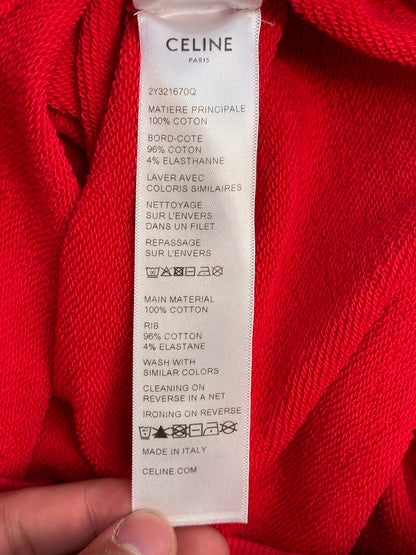 CELINE
PARIS
2Y321670Q
MATIERE PRINCIPALE
100% COTON
BORD-COTE
96% COTON
4% ELASTHANNE
LAVER AVEC
COLORIS SIMILAIRES
NETTOYAGE
SUR L'ENVERS
DANS UN FILET
REPASSAGE
SUR L'ENVERS
MAIN MATERIAL
100% COTTON
RIB
96% COTTON
4% ELASTANE
WASH WITH
SIMILAR COLORS
CLEANING ON
REVERSE IN A NET
IRONING ON REVERSE
MADE IN ITALY
CELINE.COM